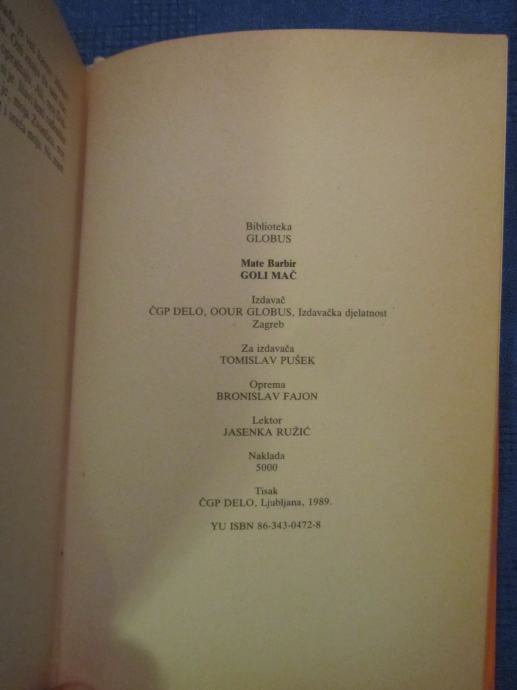 Biblioteka
GLOBUS
Mate Barbir
GOLI MAČ
Izdavač
ČGP DELO, OOUR GLOBUS, Izdavačka djelatnost
Zagreb
Za izdavača
TOMISLAV PUŠEK
Oprema
BRONISLAV FAJON
Lektor
JASENKA RUŽIĆ
Naklada
5000
Tisak
ČGP DELO, Ljubljana, 1989.
YU ISBN 86-343-0472-8